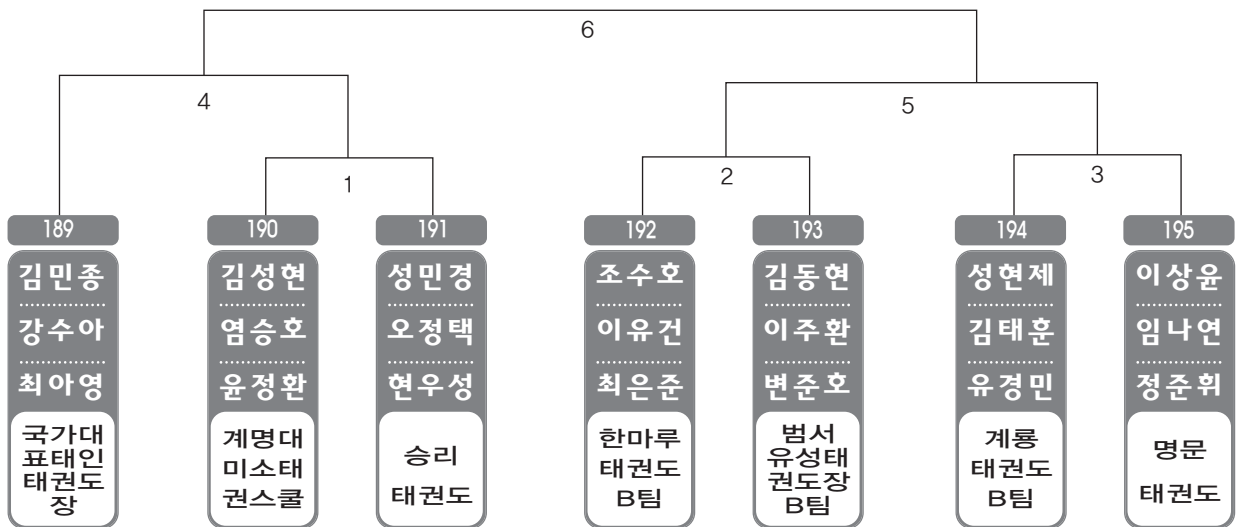 6
4
5
1
2
3
189
190
191
192
193
194
195
김민종
강수아
최아영
국가대
표태인
태권도
장
김성현
염승호
윤정환
계명대
미소태
권스쿨
성민경
오정택
현우성
승리
태권도
조수호
이유건
최은준
한마루
태권도
B팀
김동현
이주환
변준호
범서
유성태
권도장
B팀
성현제
김태훈
유경민
계룡
태권도
B팀
이상윤
임나연
정준휘
명문
태권도